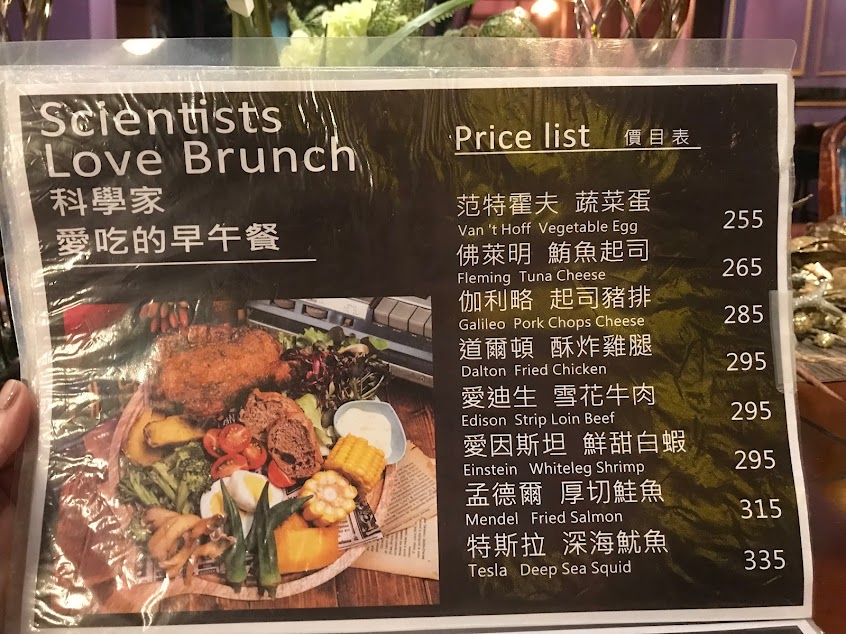 Scientists
Love Brunch
科學家
愛吃的早午餐
Price list 價目表
范特霍夫 蔬菜蛋
Van 't Hoff Vegetable Egg 255
佛萊明 鮪魚起司
Fleming Tuna Cheese 265
伽利略 起司豬排
Galileo Pork Chops Cheese 285
道爾頓 酥炸雞腿
Dalton Fried Chicken 295
愛迪生 雪花牛肉
Edison Strip Loin Beef 295
愛因斯坦 鮮甜白蝦
Einstein Whiteleg Shrimp 295
孟德爾 厚切鮭魚
Mendel Fried Salmon 315
特斯拉 深海魷魚
Tesla Deep Sea Squid 335